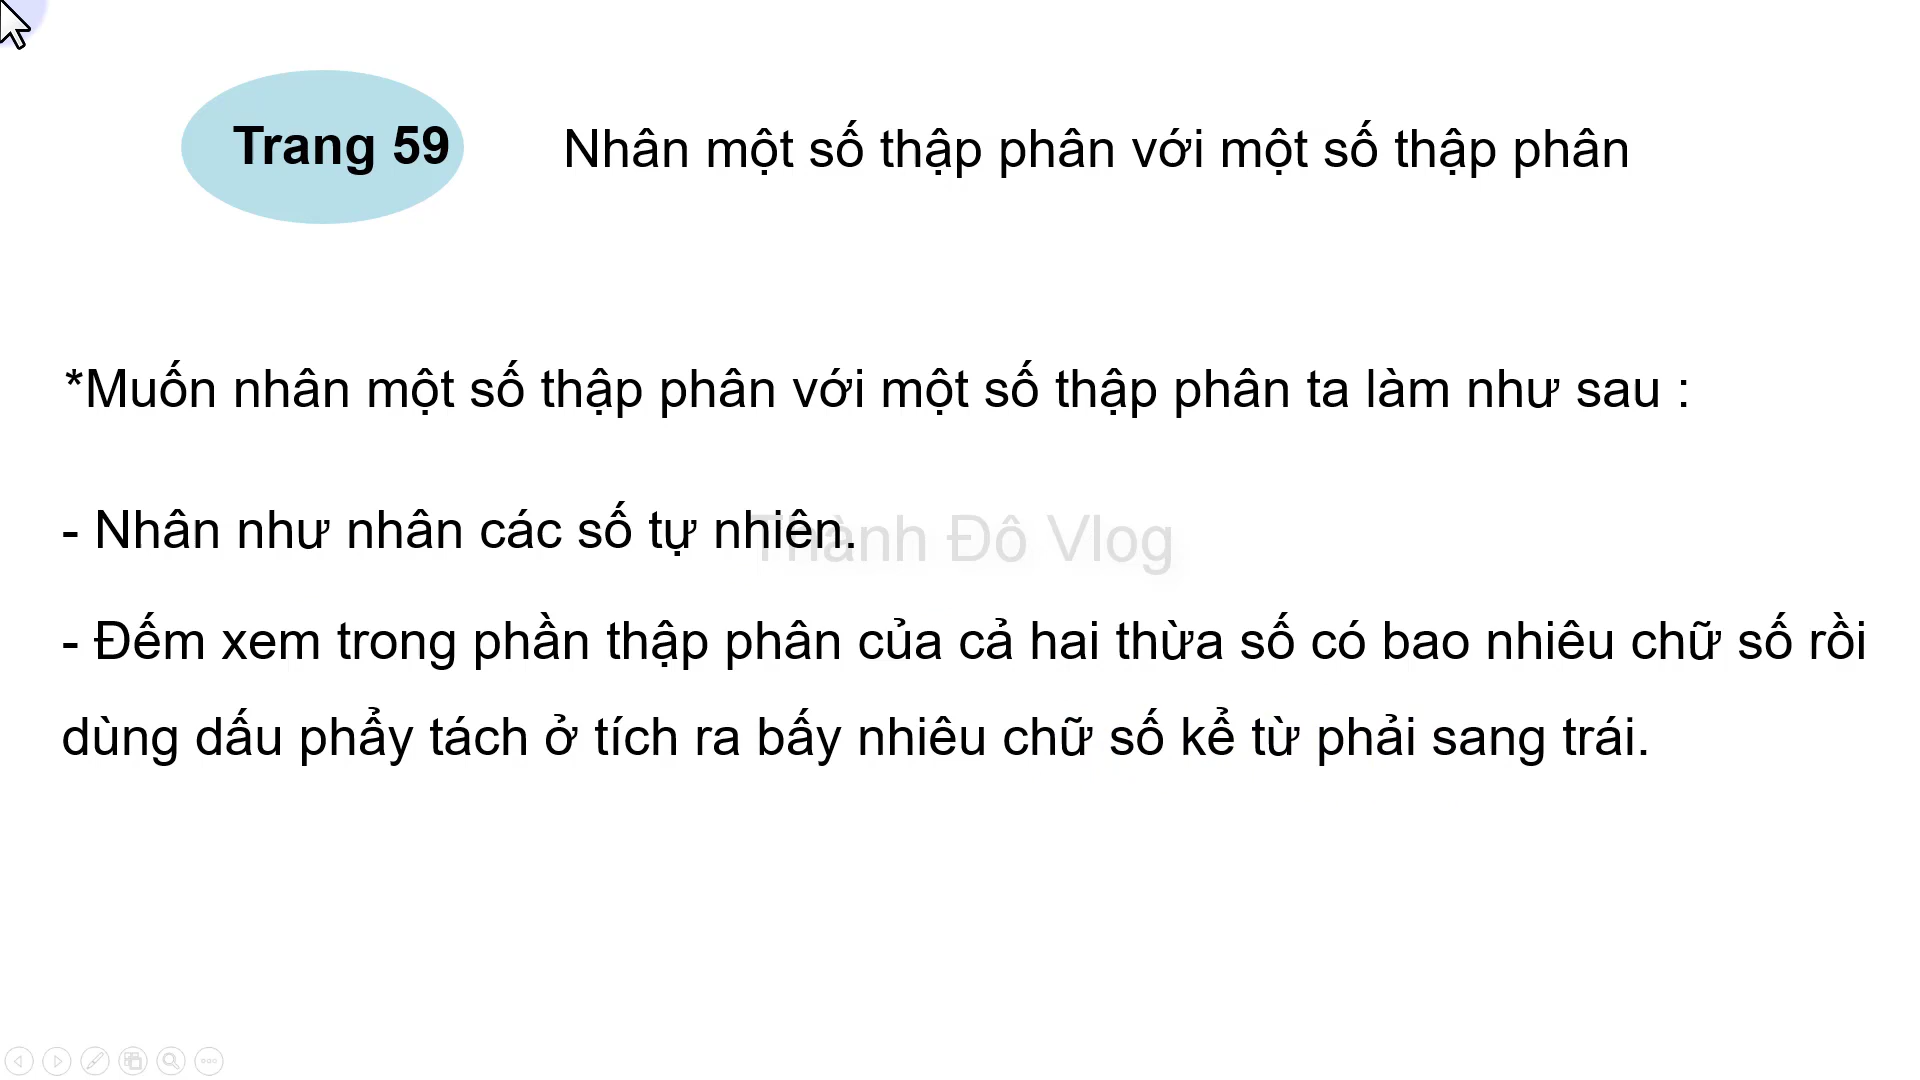 Trang 59
Nhân một số thập phân với một số thập phân
*Muốn nhân một số thập phân với một số thập phân ta làm như sau :
- Nhân như nhân các số tự nhiên.
Thành Đô Vlog
- Đếm xem trong phần thập phân của cả hai thừa số có bao nhiêu chữ số rồi
dùng dấu phẩy tách ở tích ra bấy nhiêu chữ số kể từ phải sang trái.